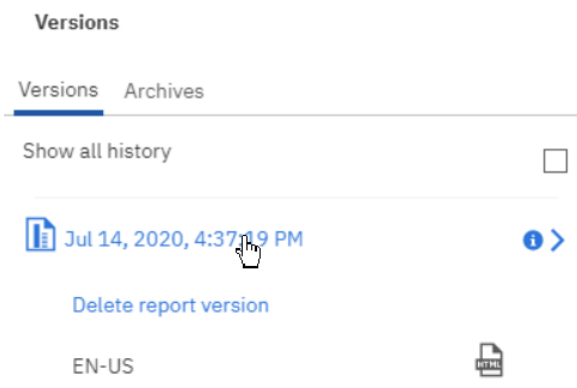 Versions
Versions Archives
Show all history
Jul 14, 2020, 4:37:19 PM
Delete report version
EN-US HTML